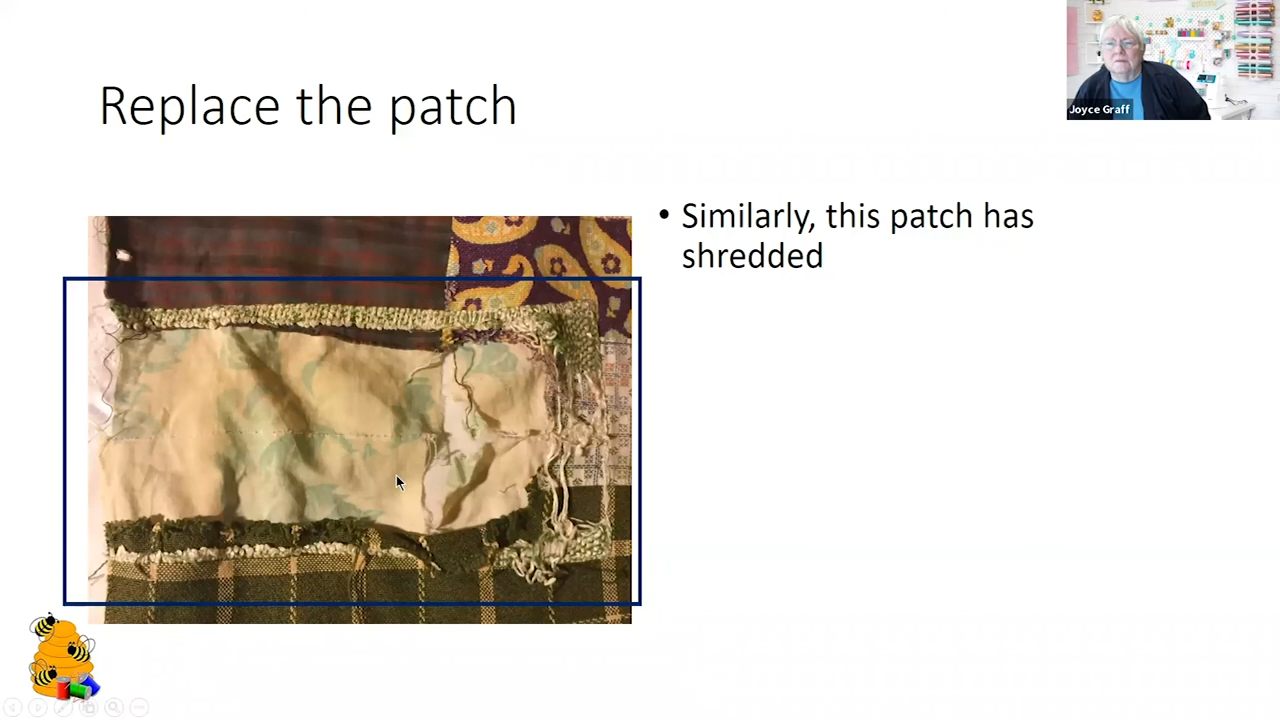 Replace the patch
Joyce Graff
• Similarly, this patch has
shredded